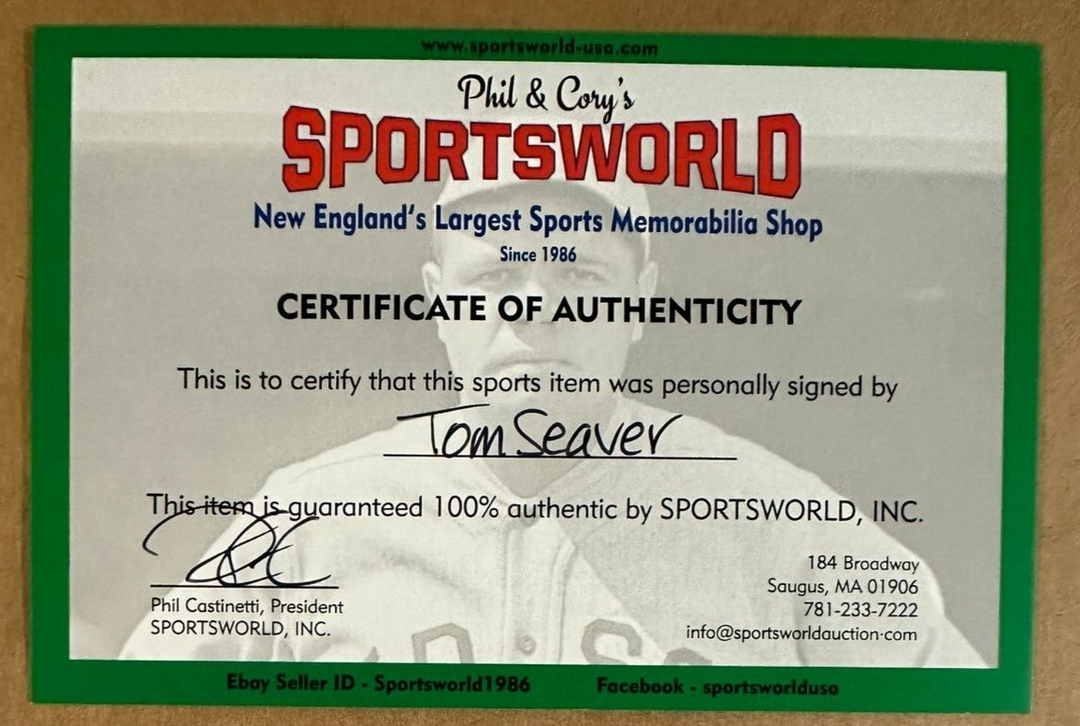 www.sportsworld-usa.com
Phil & Cory's
SPORTSWORLD
New England's Largest Sports Memorabilia Shop
Since 1986
CERTIFICATE OF AUTHENTICITY
This is to certify that this sports item was personally signed by
Tom Seaver
This item is guaranteed 100% authentic by SPORTSWORLD, INC.
Phil Castinetti, President
SPORTSWORLD, INC.
184 Broadway
Saugus, MA 01906
781-233-7222
info@sportsworldauction·com
Ebay Seller ID - Sportsworld1986
Facebook - sportsworldusa